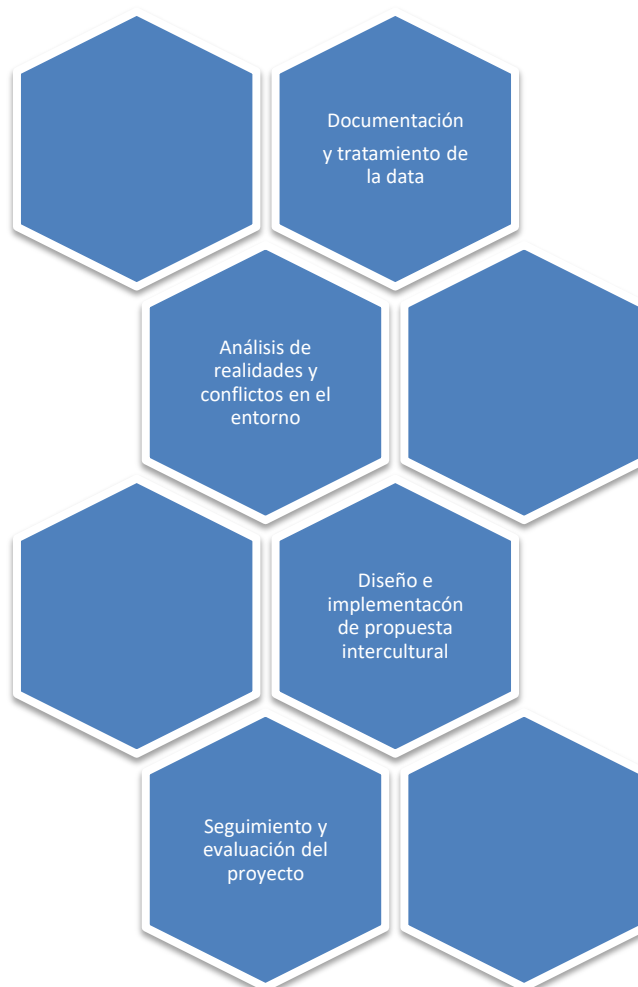 Documentación
y tratamiento de
la data
Análisis de
realidades y
conflictos en el
entorno
Diseño e
implementacón
de propuesta
intercultural
Seguimiento y
evaluación del
proyecto